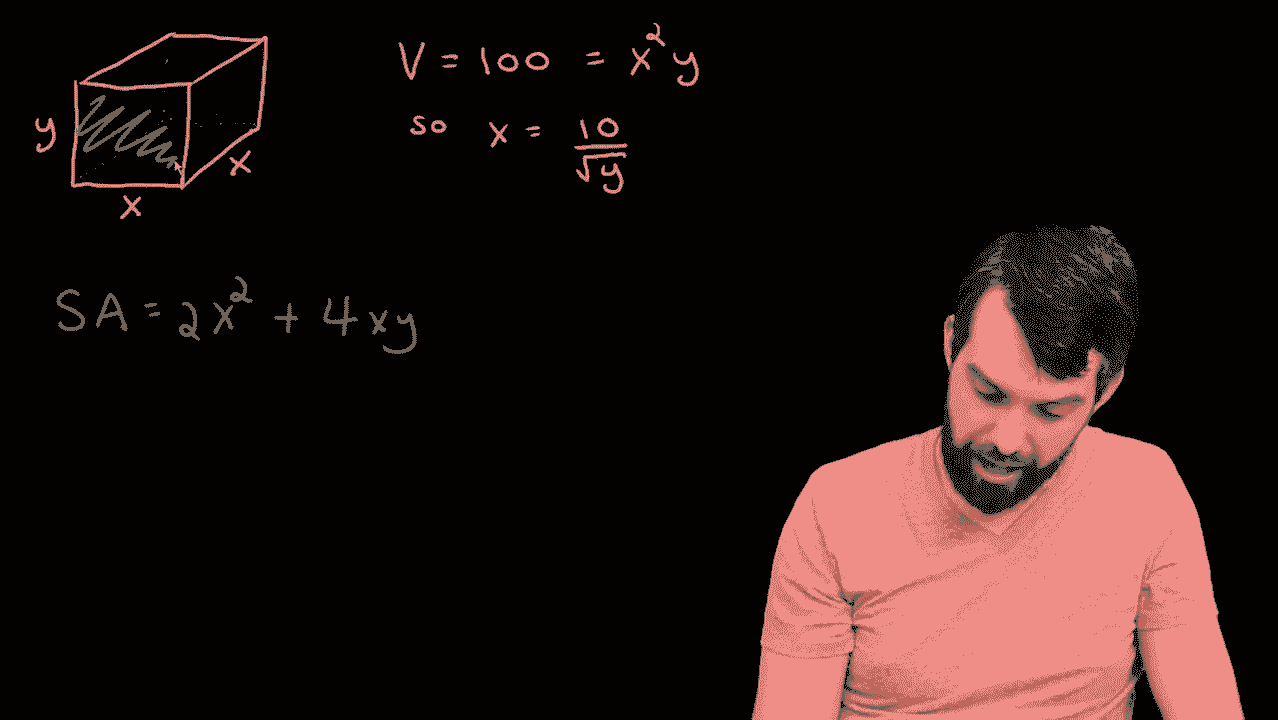 y
x
x
V = 100 = x²y
so x = 10/√y
SA = 2x² + 4xy